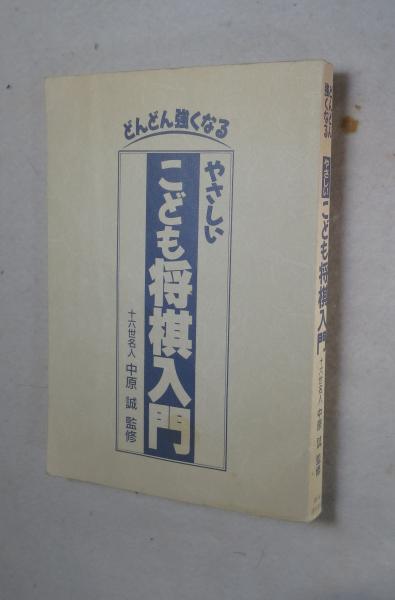 どんどん強くなる
やさしい
こども将棋入門
十六世名人 中原 誠 監修
どんどん強くなる
やさしい こども将棋入門
十六世名人 中原 誠 監修